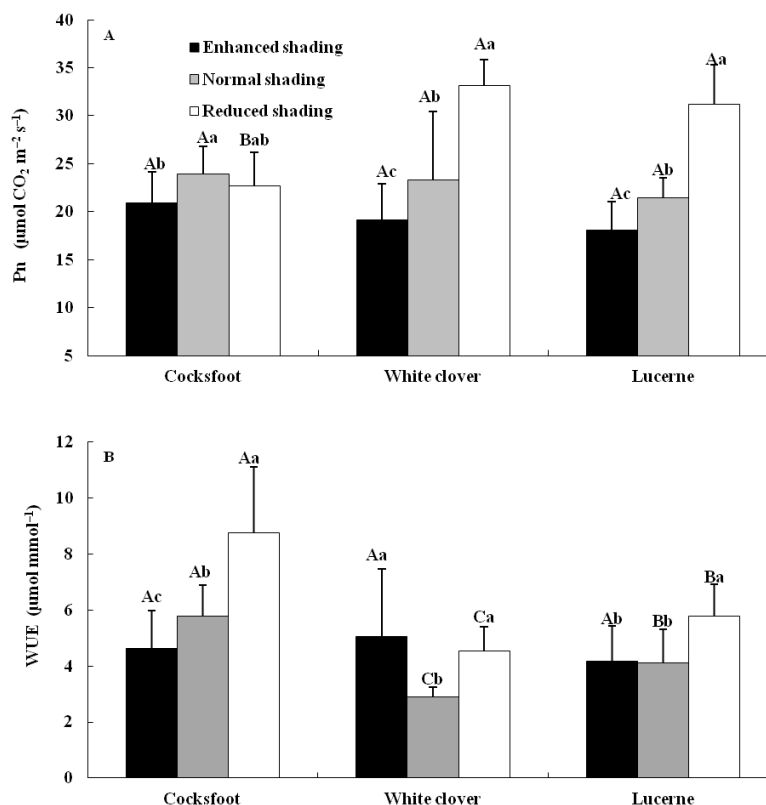 A
Enhanced shading
Normal shading
Reduced shading
Pn (μmol CO₂ m⁻² s⁻¹)
40
35
30
25
20
15
10
5
Ab
Aa
Bab
Ac
Ab
Aa
Ac
Ab
Aa
Cocksfoot
White clover
Lucerne
B
WUE (μmol mmol⁻¹)
12
10
8
6
4
2
0
Ac
Ab
Aa
Aa
Cb
Ca
Ab
Bb
Ba
Cocksfoot
White clover
Lucerne